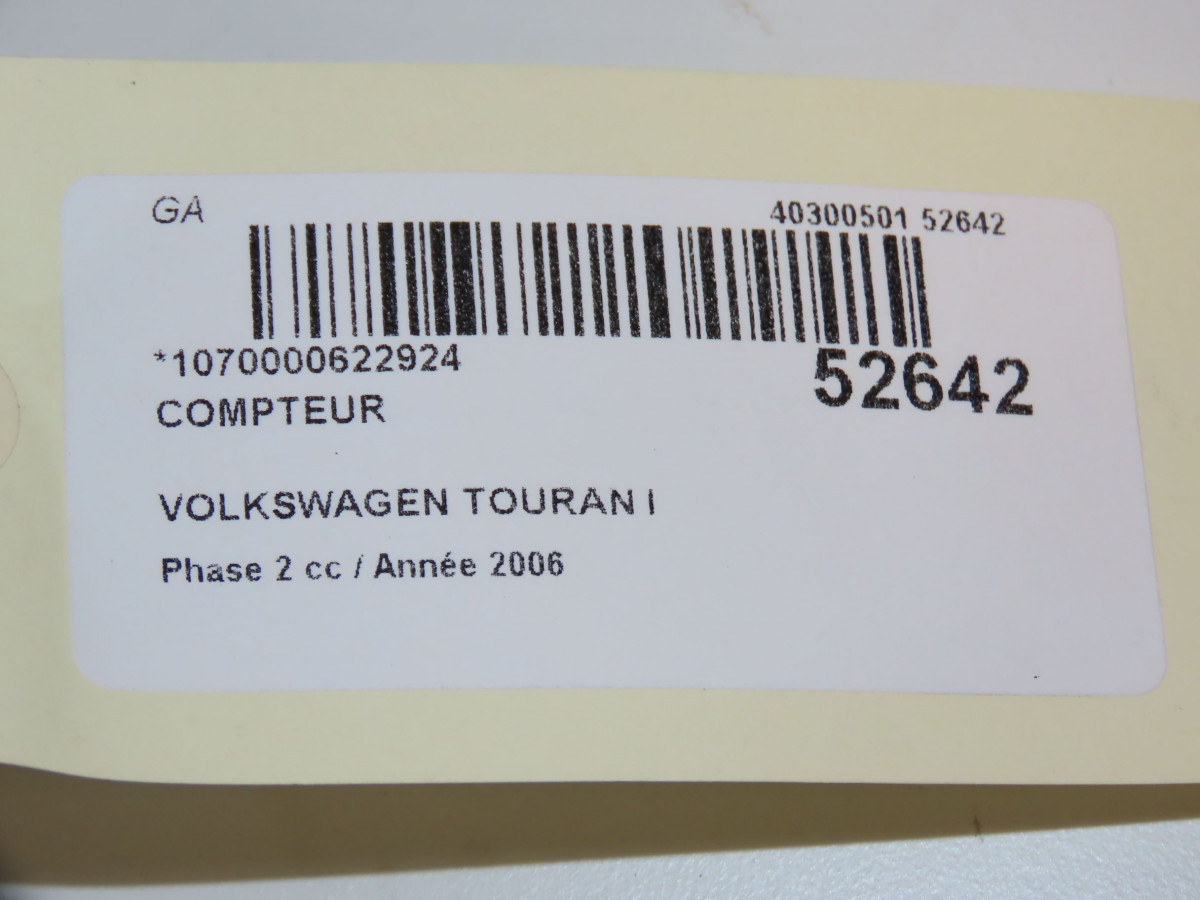 GA
40300501 52642
*1070000622924
52642
COMPTEUR
VOLKSWAGEN TOURAN I
Phase 2 cc / Année 2006